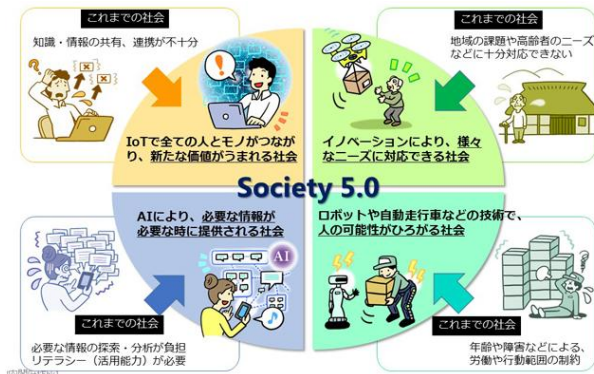 これまでの社会
知識・情報の共有、連携が不十分
IoTで全ての人とモノがつなが
り、新たな価値がうまれる社会
これまでの社会
地域の課題や高齢者のニーズ
などに十分対応できない
イノベーションにより、様々
なニーズに対応できる社会
Society 5.0
AIにより、必要な情報が
必要な時に提供される社会
AI
これまでの社会
必要な情報の探索・分析が負担
リテラシー（活用能力）が必要
ロボットや自動走行車などの技術で、
人の可能性がひろがる社会
これまでの社会
年齢や障害などによる、
労働や行動範囲の制約